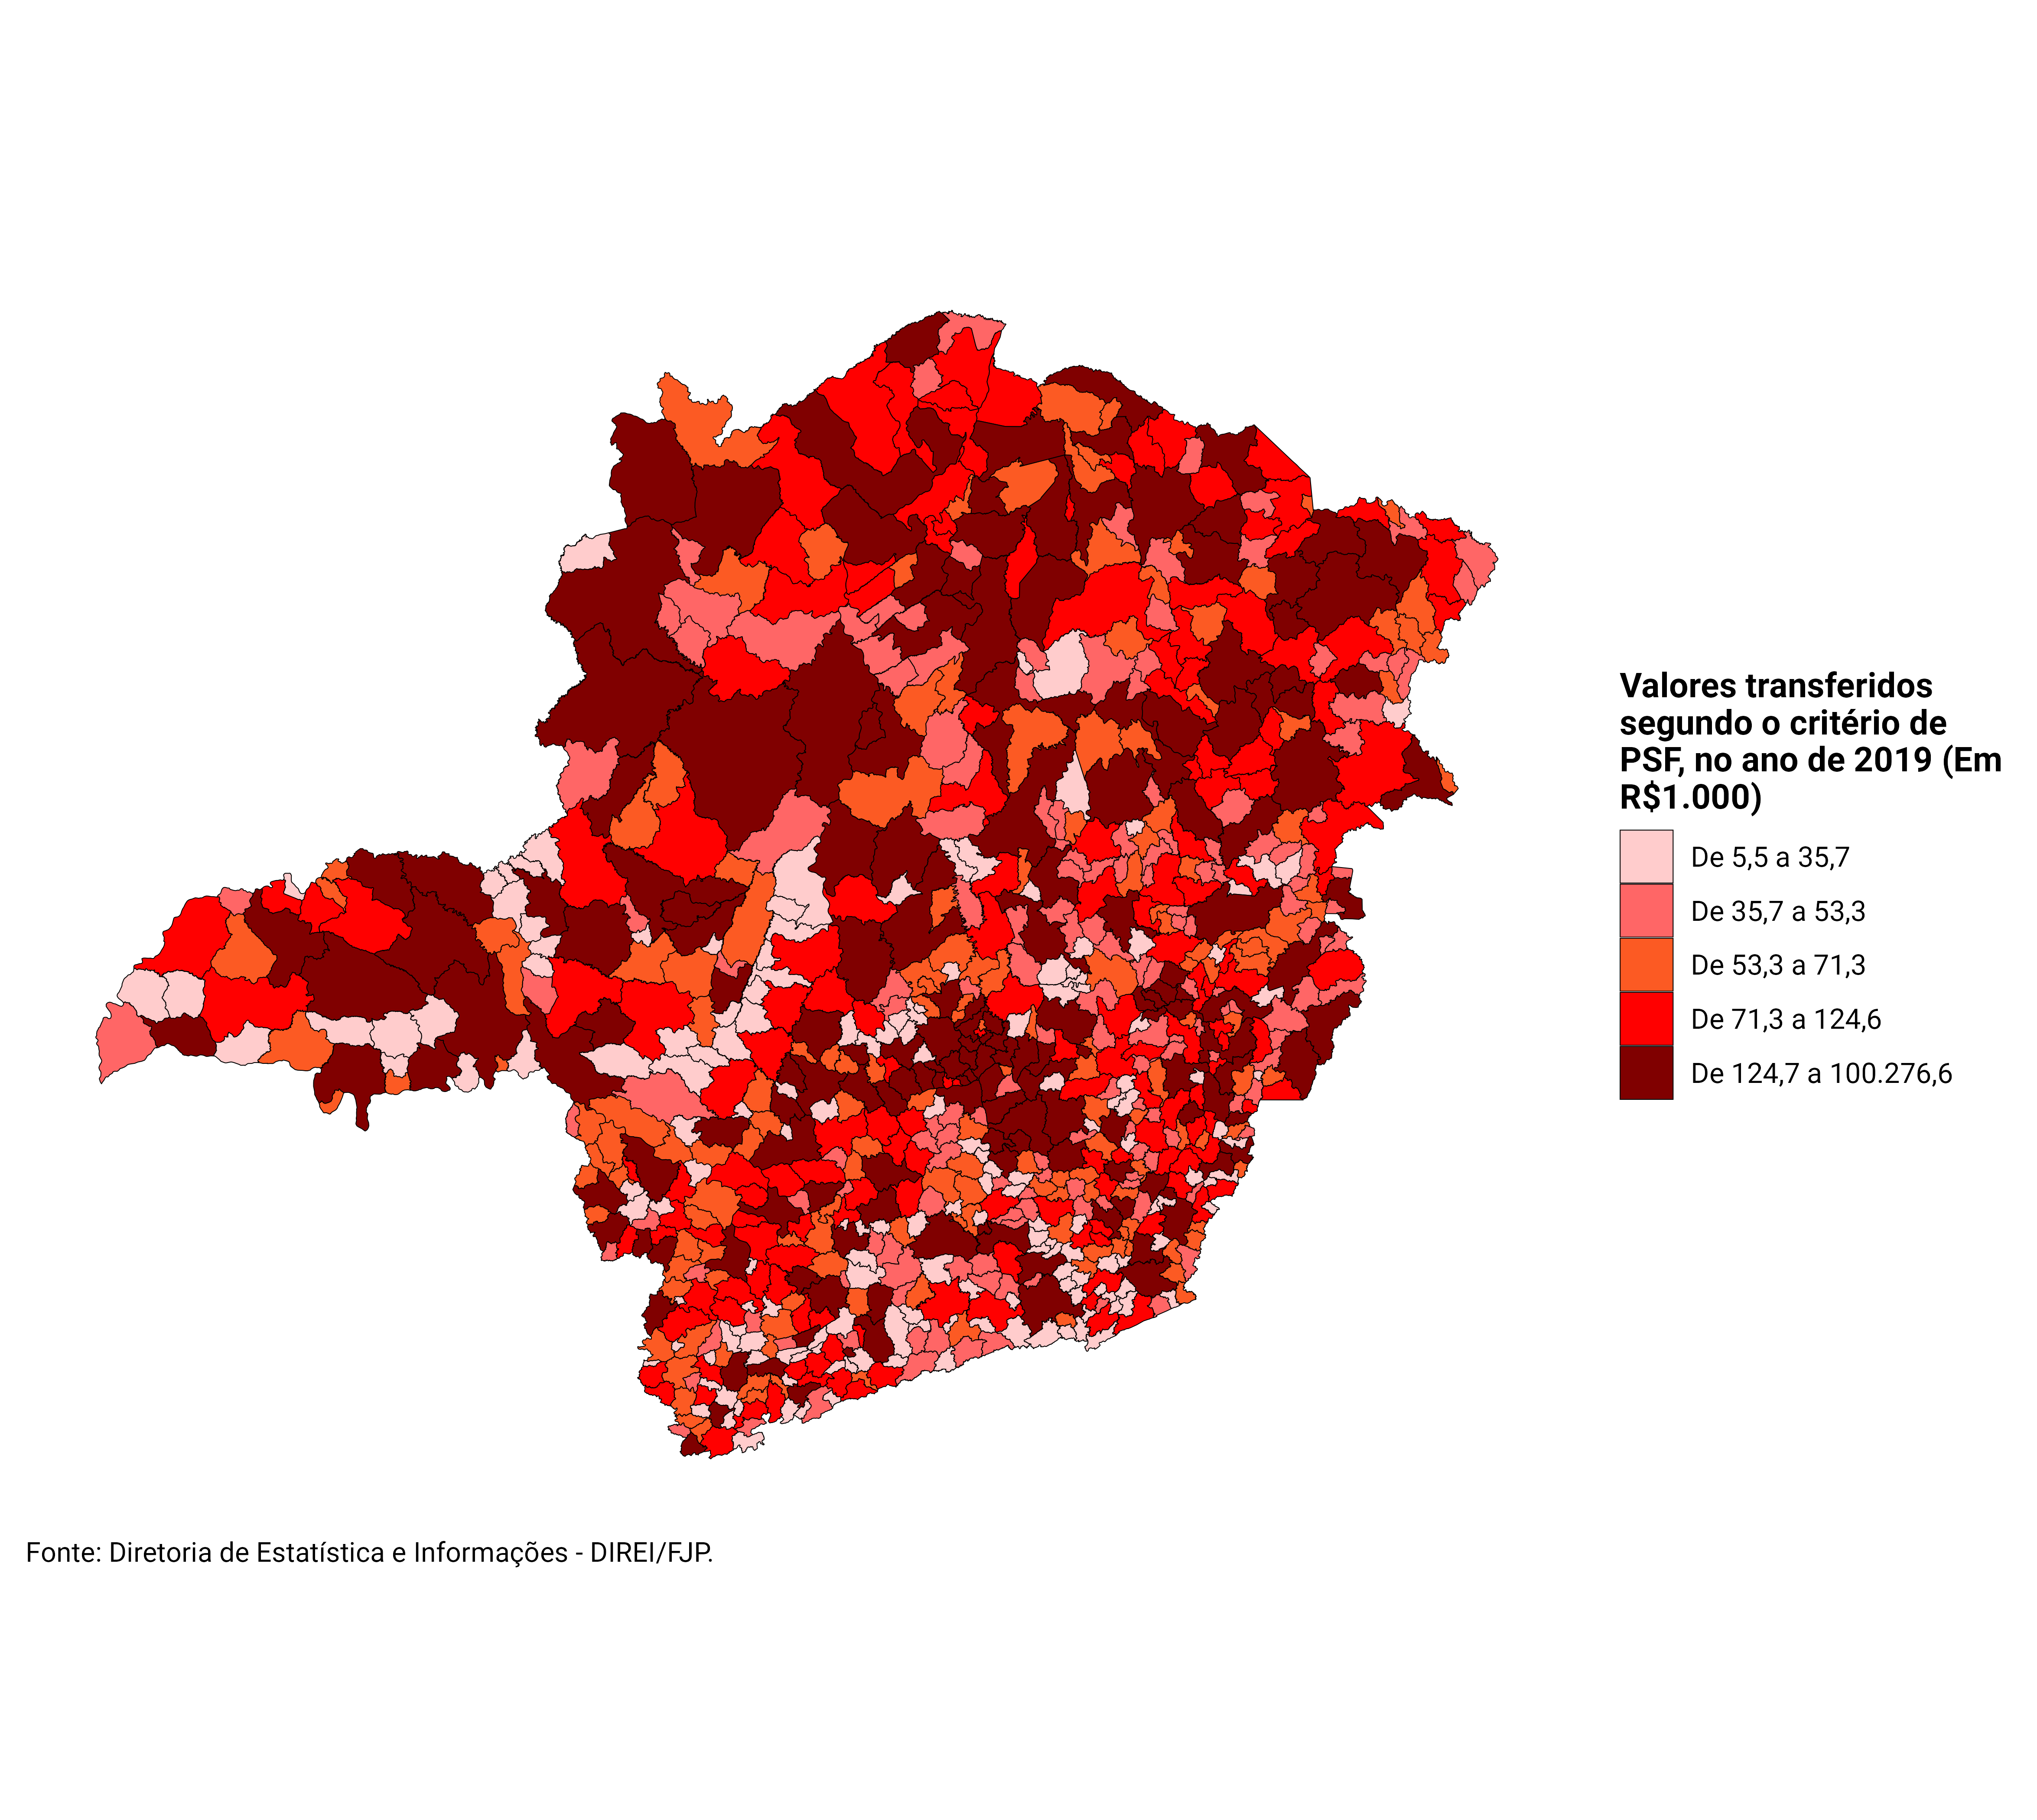 Valores transferidos
segundo o critério de
PSF, no ano de 2019 (Em
R$1.000)
De 5,5 a 35,7
De 35,7 a 53,3
De 53,3 a 71,3
De 71,3 a 124,6
De 124,7 a 100.276,6
Fonte: Diretoria de Estatística e Informações - DIREI/FJP.